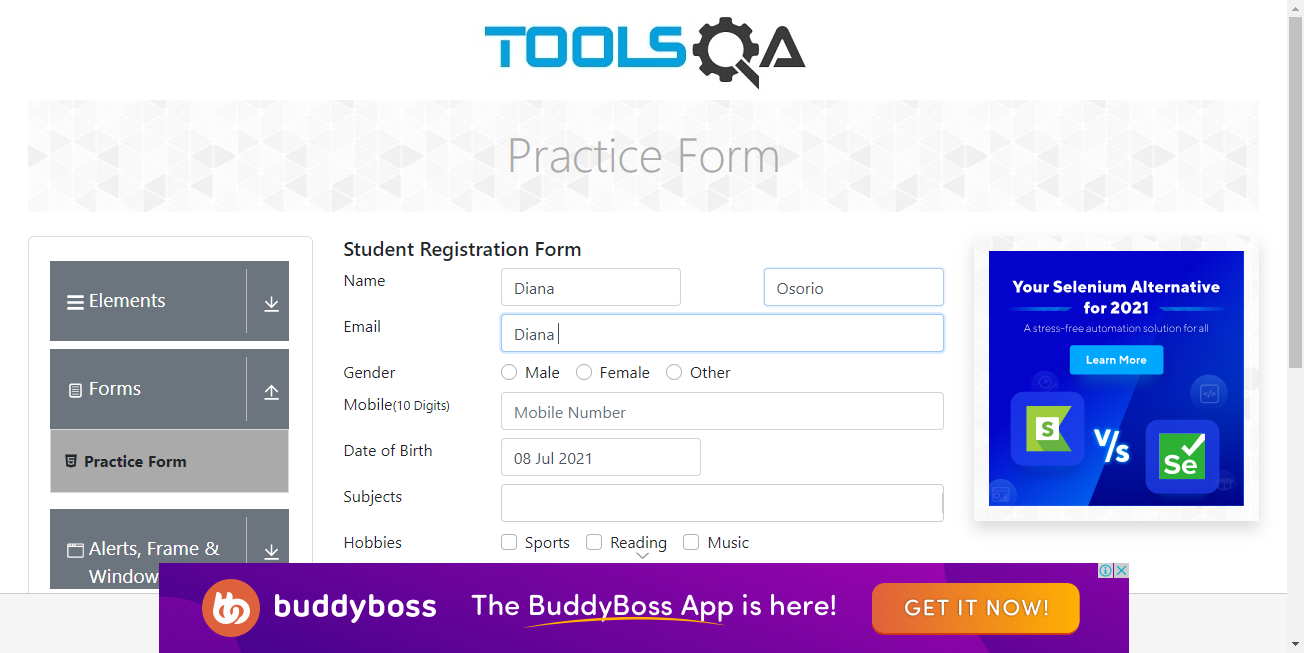 TOOLSQA
Practice Form
Elements
Forms
Practice Form
Alerts, Frame &
Window
Student Registration Form
Name Diana Osorio
Email Diana
Gender Male Female Other
Mobile(10 Digits) Mobile Number
Date of Birth 08 Jul 2021
Subjects
Hobbies Sports Reading Music
Your Selenium Alternative
for 2021
A stress-free automation solution for all
Learn More
S V/s Se
buddyboss The BuddyBoss App is here! GET IT NOW!